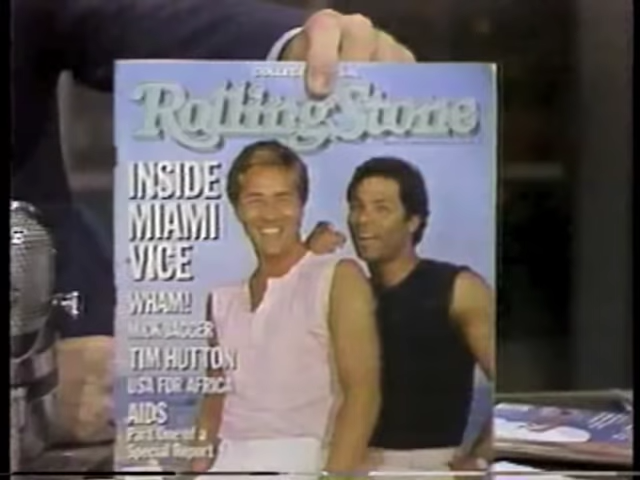 Rolling Stone
INSIDE
MIAMI
VICE
WHAM!
MICK JAGGER
TIM HUTTON
USA FOR AFRICA
AIDS
Part One of a
Special Report